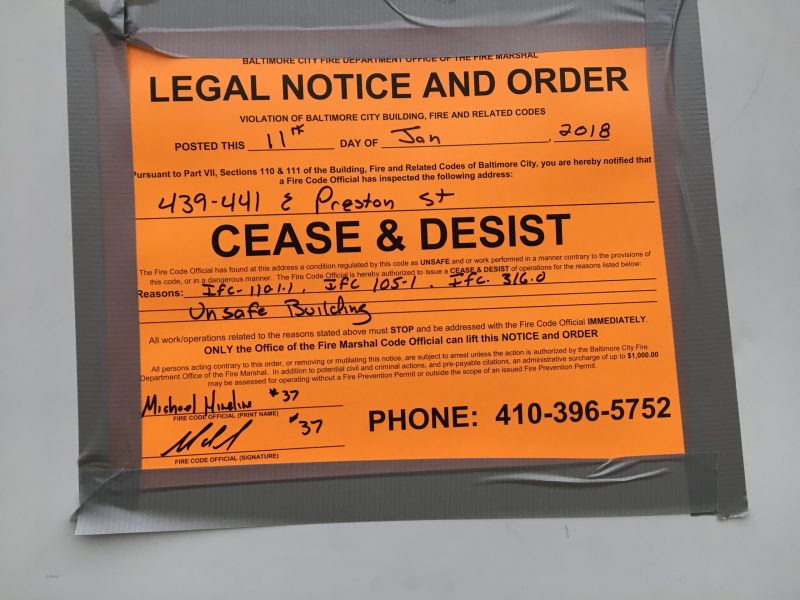 BALTIMORE CITY FIRE DEPARTMENT OFFICE OF THE FIRE MARSHAL
LEGAL NOTICE AND ORDER
VIOLATION OF BALTIMORE CITY BUILDING, FIRE AND RELATED CODES
POSTED THIS 11th DAY OF Jan, 2018
Pursuant to Part VII, Sections 110 & 111 of the Building, Fire and Related Codes of Baltimore City, you are hereby notified that
a Fire Code Official has inspected the following address:
439-441 E Preston St
CEASE & DESIST
The Fire Code Official has found at this address a condition regulated by this code as UNSAFE and/or work performed in a manner contrary to the provisions of
this code, or in a dangerous manner. The Fire Code Official is hereby authorized to issue a CEASE & DESIST of operations for the reasons listed below:
Reasons: Ifc-1101.1, IFC 105-1. Ifc. 316.0
Unsafe Building
All work/operations related to the reasons stated above must STOP and be addressed with the Fire Code Official IMMEDIATELY.
ONLY the Office of the Fire Marshal Code Official can lift this NOTICE and ORDER
All persons acting contrary to this order, or removing or mutilating this notice, are subject to arrest unless the action is authorized by the Baltimore City Fire
Department Office of the Fire Marshal. In addition to potential civil and criminal actions, and pre-payable citations, an administrative surcharge of up to $1,000.00
may be assessed for operating without a Fire Prevention Permit or outside the scope of an issued Fire Prevention Permit.
Michael #37
FIRE CODE OFFICIAL (PRINT NAME)
PHONE: 410-396-5752
#37
FIRE CODE OFFICIAL (SIGNATURE)